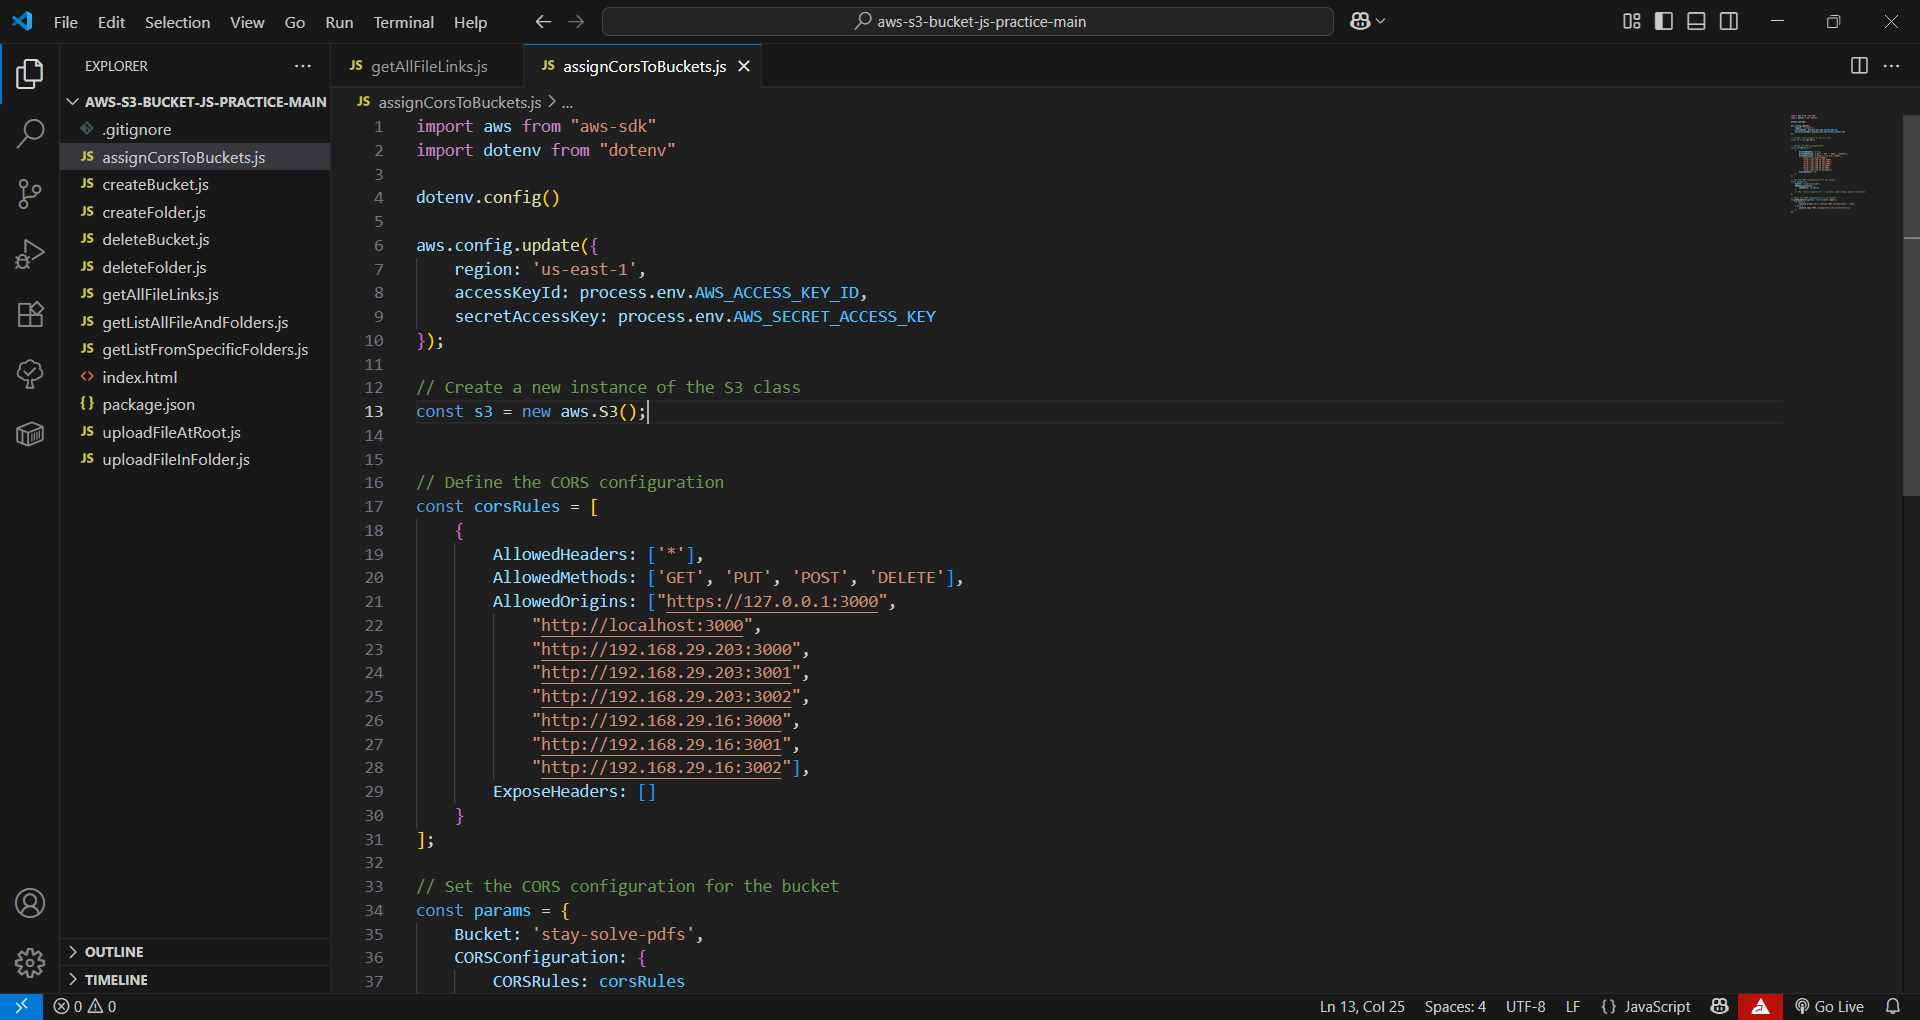 File Edit Selection View Go Run Terminal Help
aws-s3-bucket-js-practice-main
EXPLORER
AWS-S3-BUCKET-JS-PRACTICE-MAIN
.gitignore
JS assignCorsToBuckets.js
JS createBucket.js
JS createFolder.js
JS deleteBucket.js
JS deleteFolder.js
JS getAllFileLinks.js
JS getListAllFileAndFolders.js
JS getListFromSpecificFolders.js
<> index.html
{} package.json
JS uploadFileAtRoot.js
JS uploadFileInFolder.js
OUTLINE
TIMELINE
JS getAllFileLinks.js
JS assignCorsToBuckets.js
JS assignCorsToBuckets.js > ...
1 import aws from "aws-sdk"
2 import dotenv from "dotenv"
3
4 dotenv.config()
5
6 aws.config.update({
7 region: 'us-east-1',
8 accessKeyId: process.env.AWS_ACCESS_KEY_ID,
9 secretAccessKey: process.env.AWS_SECRET_ACCESS_KEY
10 });
11
12 // Create a new instance of the S3 class
13 const s3 = new aws.S3();
14
15
16 // Define the CORS configuration
17 const corsRules = [
18 {
19 AllowedHeaders: ['*'],
20 AllowedMethods: ['GET', 'PUT', 'POST', 'DELETE'],
21 AllowedOrigins: ["https://127.0.0.1:3000",
22 "http://localhost:3000",
23 "http://192.168.29.203:3000",
24 "http://192.168.29.203:3001",
25 "http://192.168.29.203:3002",
26 "http://192.168.29.16:3000",
27 "http://192.168.29.16:3001",
28 "http://192.168.29.16:3002"],
29 ExposeHeaders: []
30 }
31 ];
32
33 // Set the CORS configuration for the bucket
34 const params = {
35 Bucket: 'stay-solve-pdfs',
36 CORSConfiguration: {
37 CORSRules: corsRules
0 0
Ln 13, Col 25 Spaces: 4 UTF-8 LF {} JavaScript Go Live